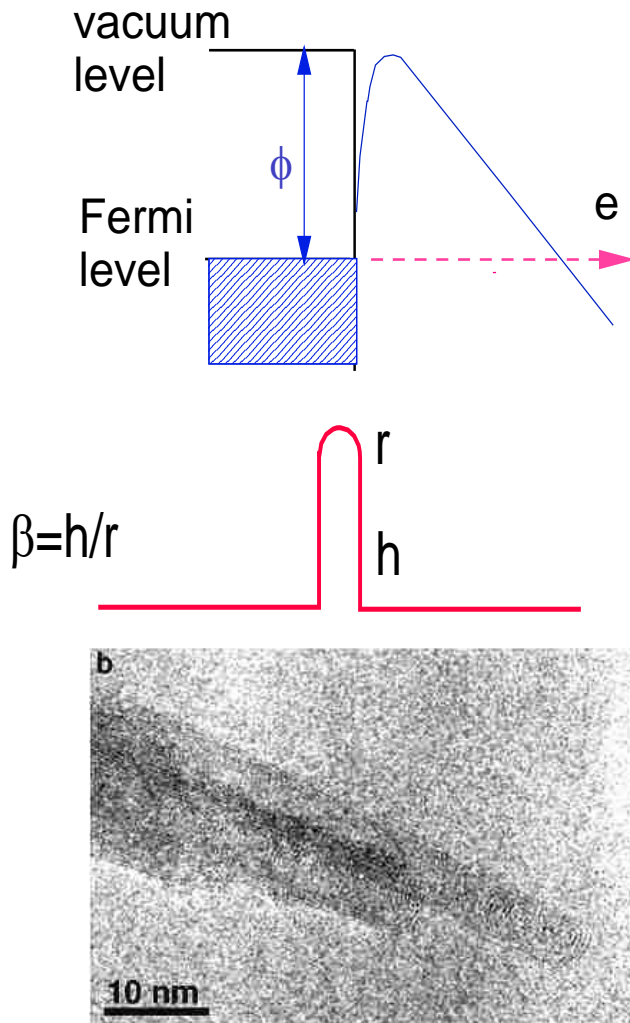 vacuum
level
ϕ
Fermi
level
e
r
β=h/r
h
b
10 nm